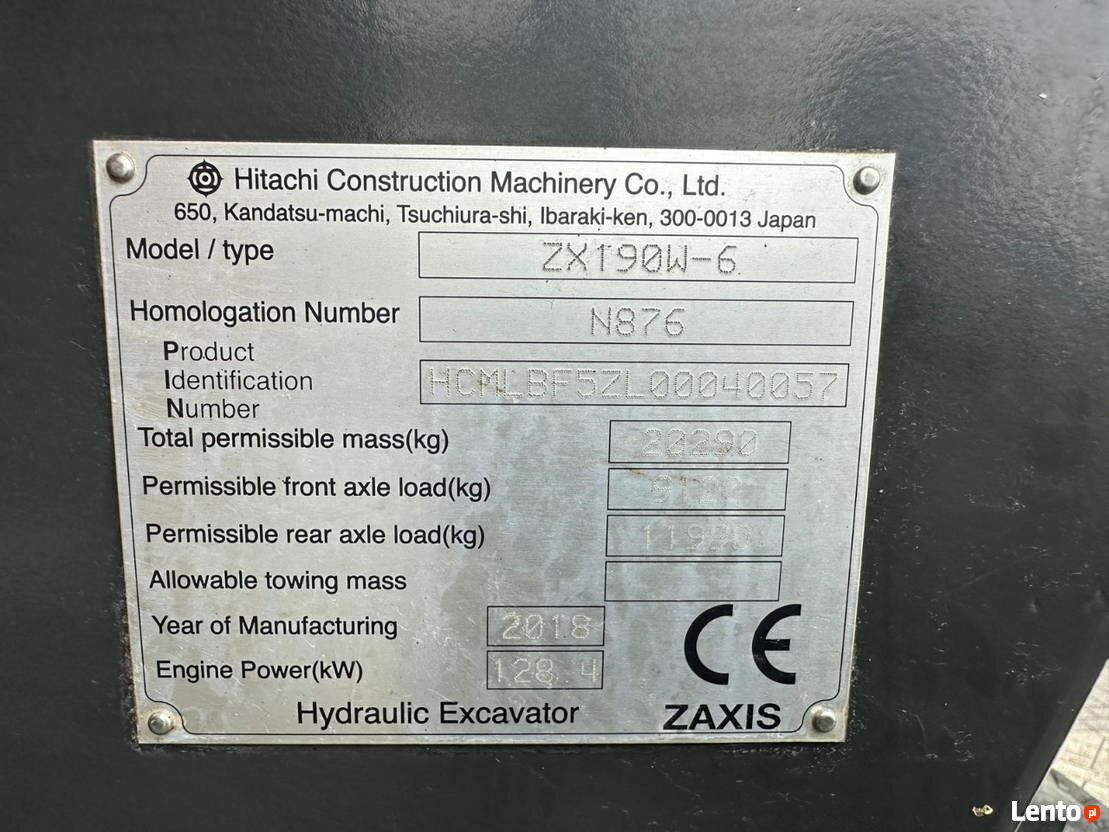 Hitachi Construction Machinery Co., Ltd.
650, Kandatsu-machi, Tsuchiura-shi, Ibaraki-ken, 300-0013 Japan
Model / type ZX190W-6
Homologation Number N876
Product
Identification HCMLBF5ZL00040057
Number
Total permissible mass(kg) 20290
Permissible front axle load(kg)
Permissible rear axle load(kg)
Allowable towing mass
Year of Manufacturing 2018
Engine Power(kW) 128.4
CE
Hydraulic Excavator ZAXIS
Lento pl